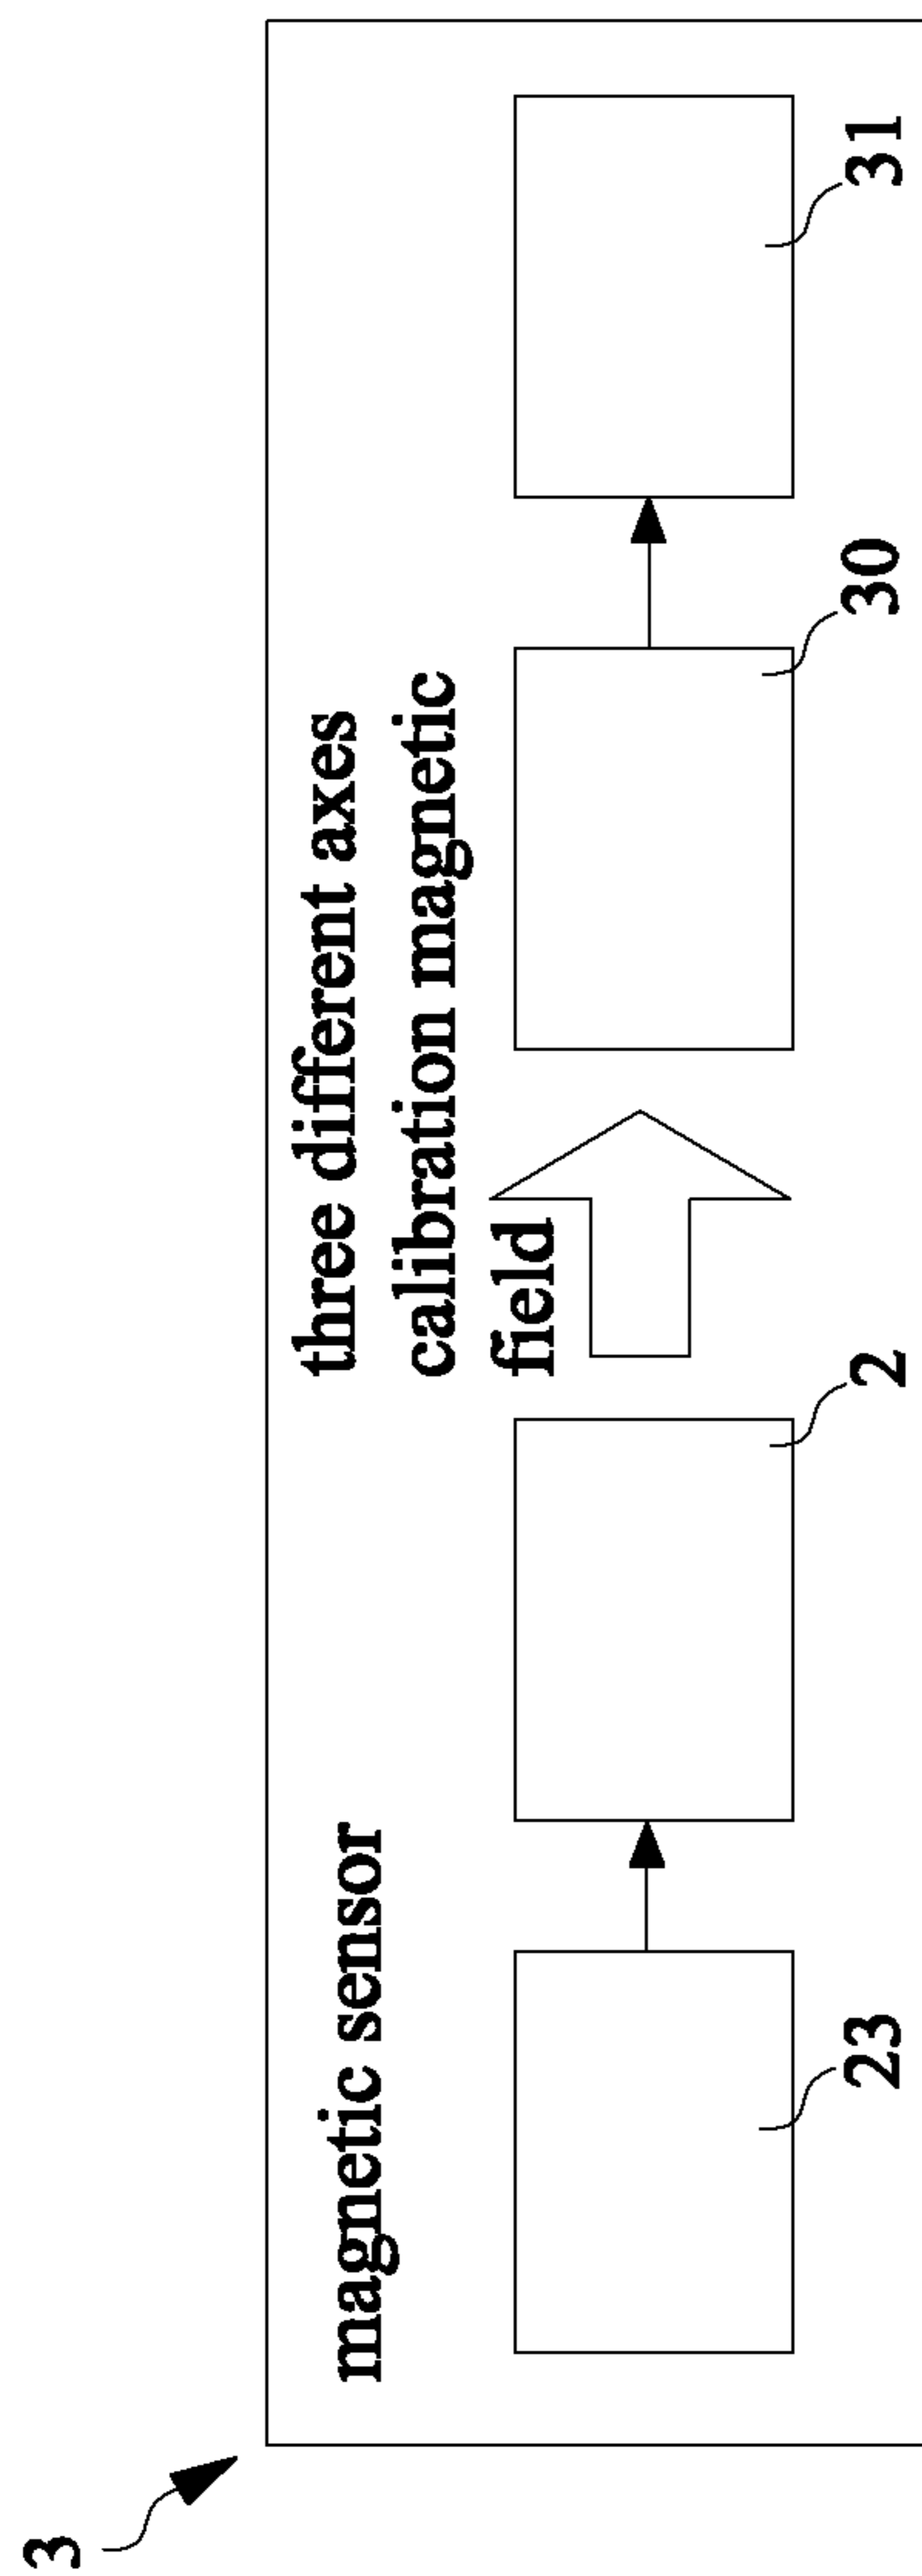 3
magnetic sensor
three different axes
calibration magnetic
field
23
2
30
31